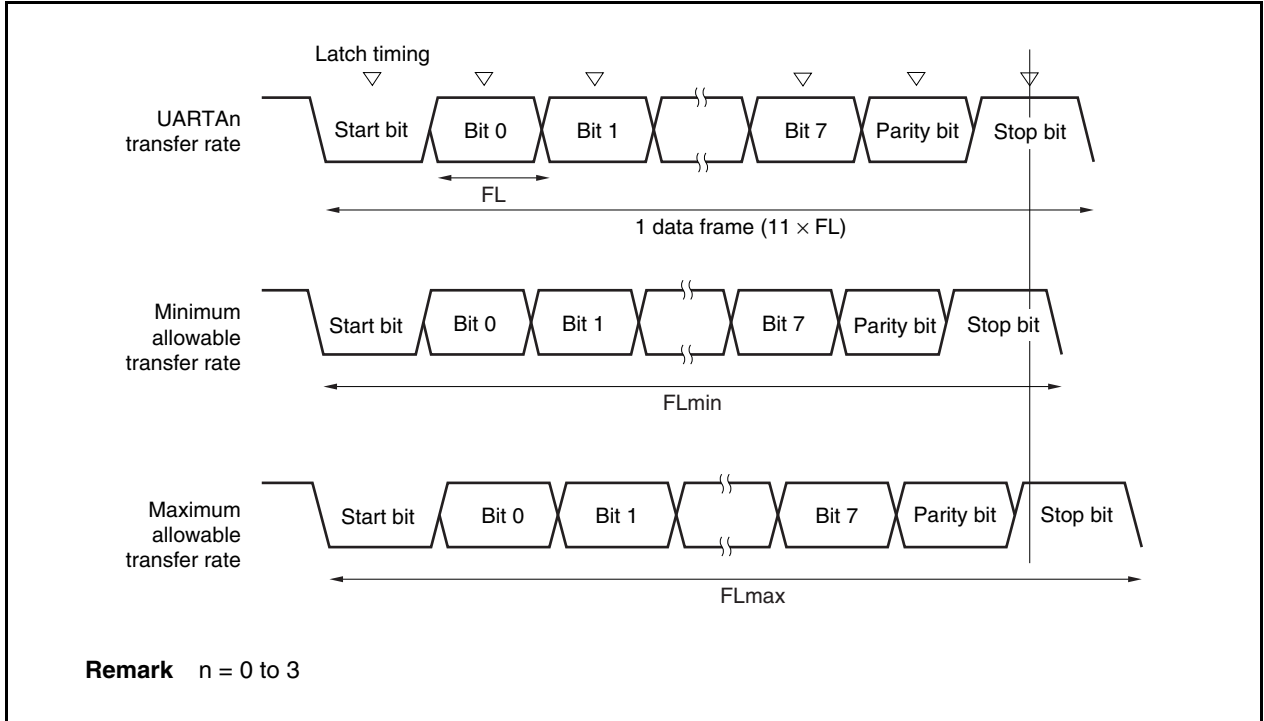 Latch timing
UARTAn
transfer rate
Start bit
Bit 0
Bit 1
Bit 7
Parity bit
Stop bit
FL
1 data frame (11 × FL)
Minimum
allowable
transfer rate
Start bit
Bit 0
Bit 1
Bit 7
Parity bit
Stop bit
FLmin
Maximum
allowable
transfer rate
Start bit
Bit 0
Bit 1
Bit 7
Parity bit
Stop bit
FLmax
Remark n = 0 to 3